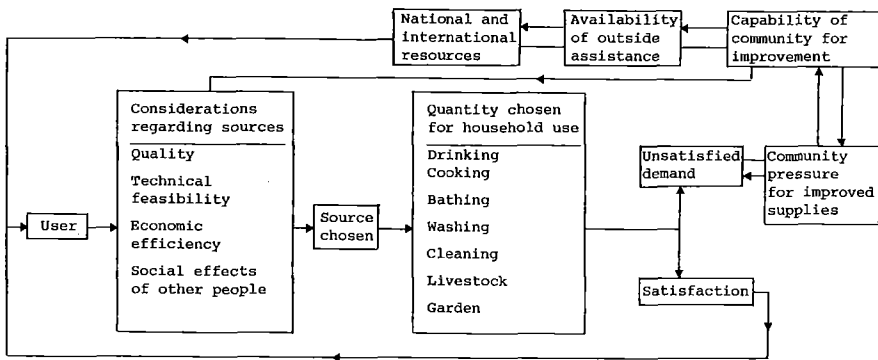 National and
international
resources
Availability
of outside
assistance
Capability of
community for
improvement
Considerations
regarding sources
Quality
Technical
feasibility
Economic
efficiency
Social effects
of other people
Quantity chosen
for household use
Drinking
Cooking
Bathing
Washing
Cleaning
Livestock
Garden
Unsatisfied
demand
Community
pressure
for improved
supplies
User
Source
chosen
Satisfaction